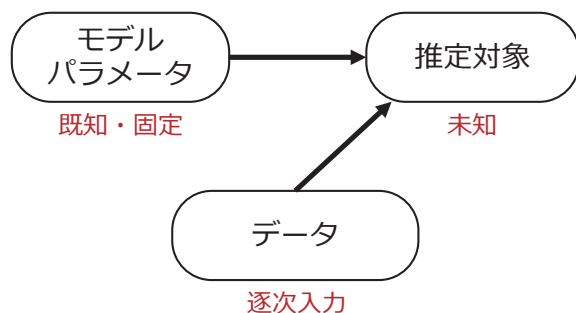 モデル
パラメータ
既知・固定
推定対象
未知
データ
逐次入力